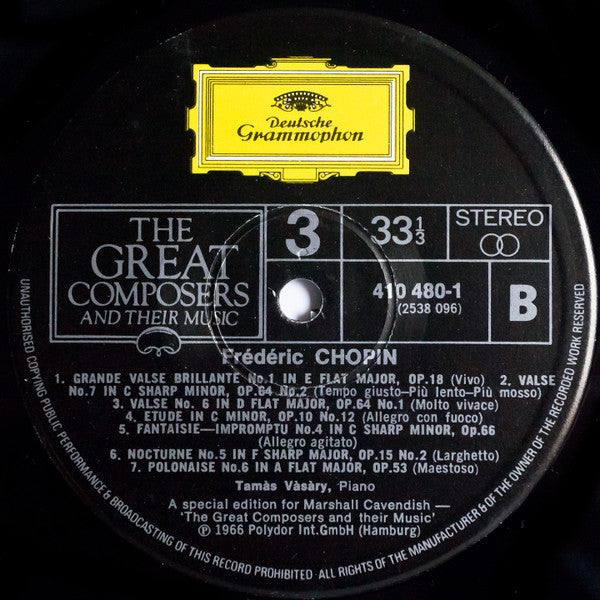 Deutsche
Grammophon
THE
GREAT
COMPOSERS
AND THEIR MUSIC
3
33⅓
STEREO
410 480-1
(2538 096)
B
Frédéric CHOPIN
1. GRANDE VALSE BRILLANTE No.1 IN E FLAT MAJOR, OP.18 (Vivo) 2. VALSE
No.7 IN C SHARP MINOR, OP.64 No.2 (Tempo giusto—Più lento—Più mosso)
3. VALSE No. 6 IN D FLAT MAJOR, OP.64 No.1 (Molto vivace)
4. ETUDE IN C MINOR, OP.10 No.12 (Allegro con fuoco)
5. FANTAISIE—IMPROMPTU No.4 IN C SHARP MINOR, Op.66
(Allegro agitato)
6. NOCTURNE No.5 IN F SHARP MAJOR, OP.15 No.2 (Larghetto)
7. POLONAISE No.6 IN A FLAT MAJOR, OP.53 (Maestoso)
Tamàs Vàsàry, Piano
A special edition for Marshall Cavendish —
'The Great Composers and their Music'
Ⓟ 1966 Polydor Int.GmbH (Hamburg)
UNAUTHORISED COPYING PUBLIC PERFORMANCE & BROADCASTING OF THIS RECORD PROHIBITED ALL RIGHTS OF THE MANUFACTURER & OF THE OWNER OF THE RECORDED WORK RESERVED